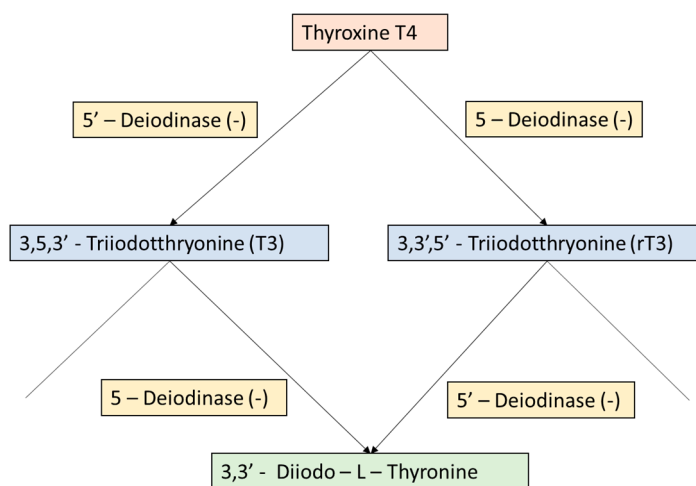 Thyroxine T4
5’ – Deiodinase (-)
5 – Deiodinase (-)
3,5,3’ - Triiodotthryonine (T3)
3,3’,5’ - Triiodotthryonine (rT3)
5 – Deiodinase (-)
5’ – Deiodinase (-)
3,3’ - Diiodo – L – Thyronine